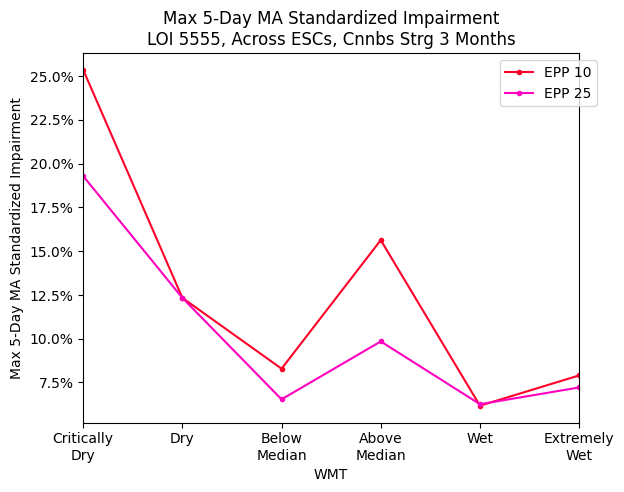 Max 5-Day MA Standardized Impairment
LOI 5555, Across ESCs, Cnnbs Strg 3 Months
EPP 10
EPP 25
Max 5-Day MA Standardized Impairment
25.0%
22.5%
20.0%
17.5%
15.0%
12.5%
10.0%
7.5%
Critically
Dry
Dry
Below
Median
Above
Median
Wet
Extremely
Wet
WMT